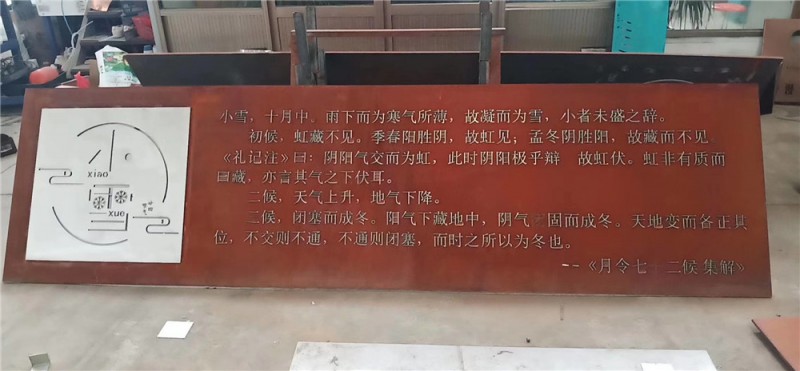 小
xiao
雪
xue
小雪，十月中。雨下而为寒气所薄，故凝而为雪，小者未盛之辞。
初候，虹藏不见。季春阳胜阴，故虹见；孟冬阴胜阳，故藏而不见
《礼记注》曰：阴阳气交而为虹，此时阴阳极乎辩 故虹伏。虹非有质而
曰藏，亦言其气之下伏耳。
二候，天气上升，地气下降。
二候，闭塞而成冬。阳气下藏地中，阴气 固而成冬。天地变而各正其
位，不交则不通，不通则闭塞，而时之所以为冬也。
--《月令七 二候 集解》